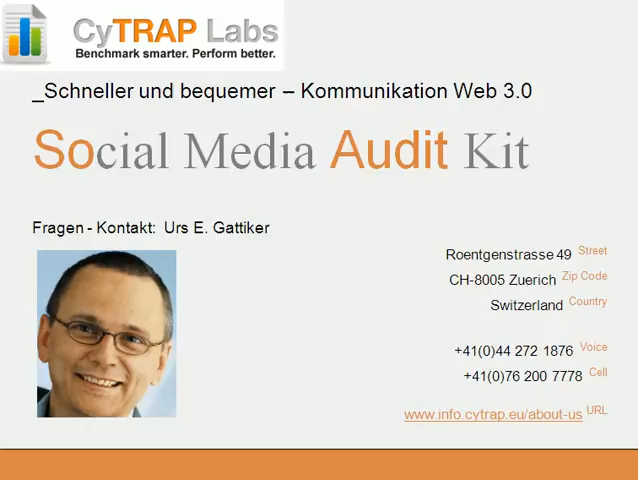 CyTRAP Labs
Benchmark smarter. Perform better.
_Schneller und bequemer – Kommunikation Web 3.0
Social Media Audit Kit
Fragen - Kontakt: Urs E. Gattiker
Roentgenstrasse 49 Street
CH-8005 Zuerich Zip Code
Switzerland Country
+41(0)44 272 1876 Voice
+41(0)76 200 7778 Cell
www.info.cytrap.eu/about-us URL